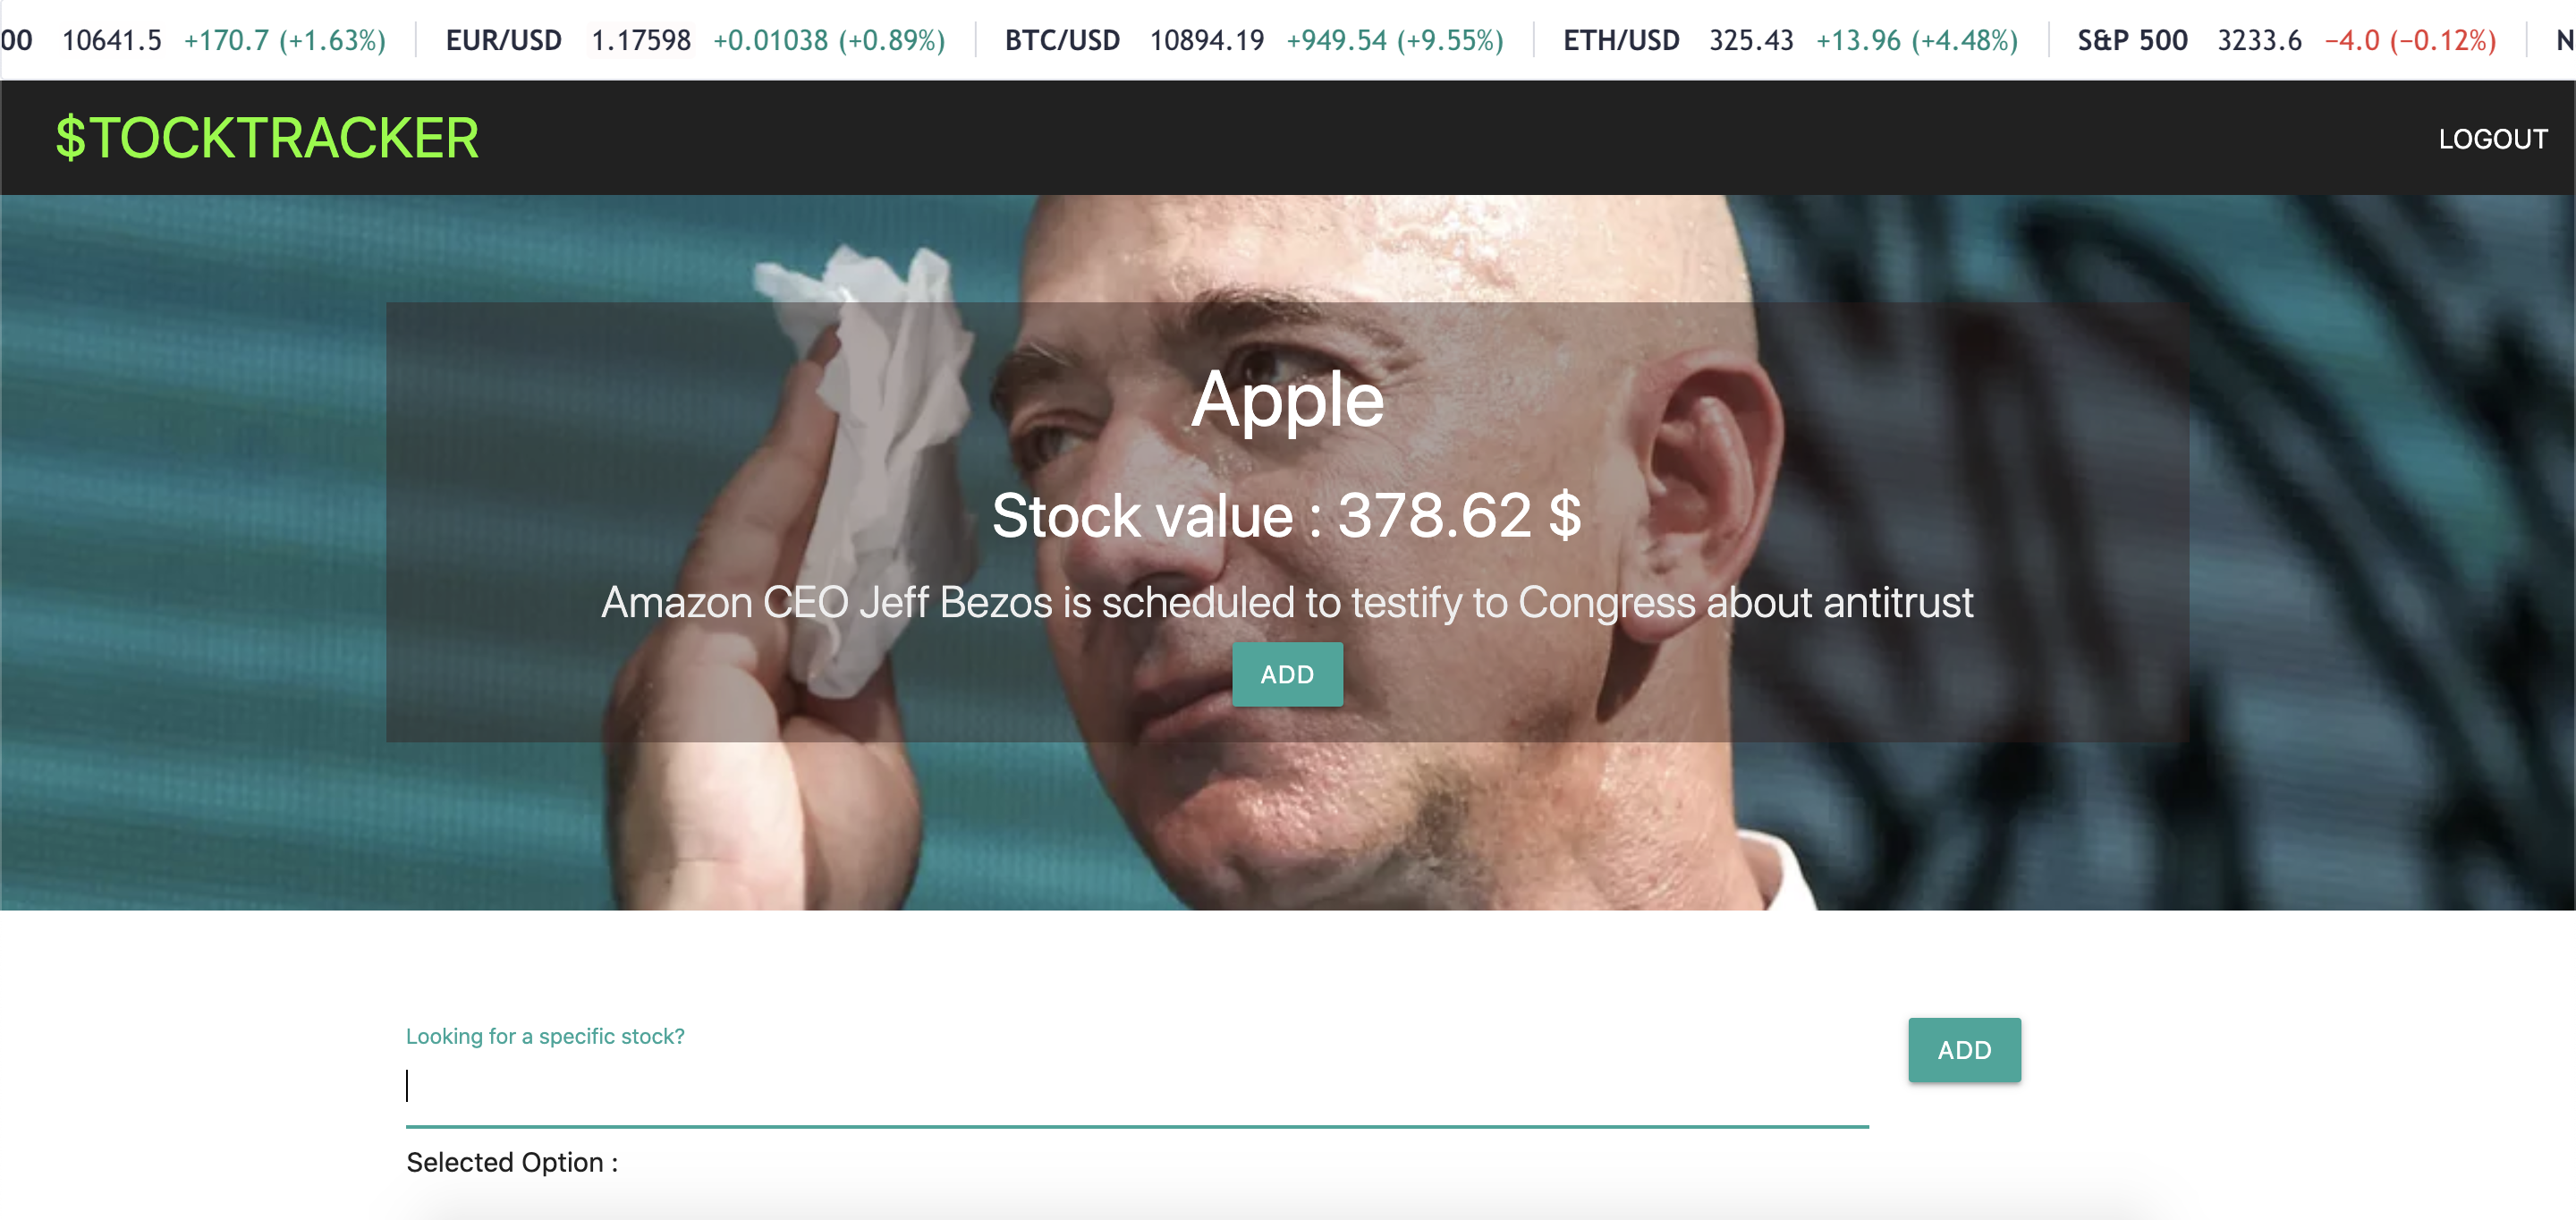 00 10641.5 +170.7 (+1.63%) EUR/USD 1.17598 +0.01038 (+0.89%) BTC/USD 10894.19 +949.54 (+9.55%) ETH/USD 325.43 +13.96 (+4.48%) S&P 500 3233.6 −4.0 (−0.12%) N
$TOCKTRACKER LOGOUT
Apple
Stock value : 378.62 $
Amazon CEO Jeff Bezos is scheduled to testify to Congress about antitrust
ADD
Looking for a specific stock?
ADD
Selected Option :